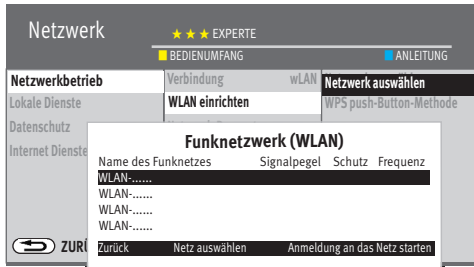 Netzwerk
★ ★ ★ EXPERTE
BEDIENUMFANG
ANLEITUNG
Netzwerkbetrieb
Verbindung wLAN
Netzwerk auswählen
Lokale Dienste
WLAN einrichten
WPS push-Button-Methode
Datenschutz
Internet Dienste
Funknetzwerk (WLAN)
Name des Funknetzes Signalpegel Schutz Frequenz
WLAN-......
WLAN-......
WLAN-......
WLAN-......
ZURÜ
Zurück Netz auswählen Anmeldung an das Netz starten